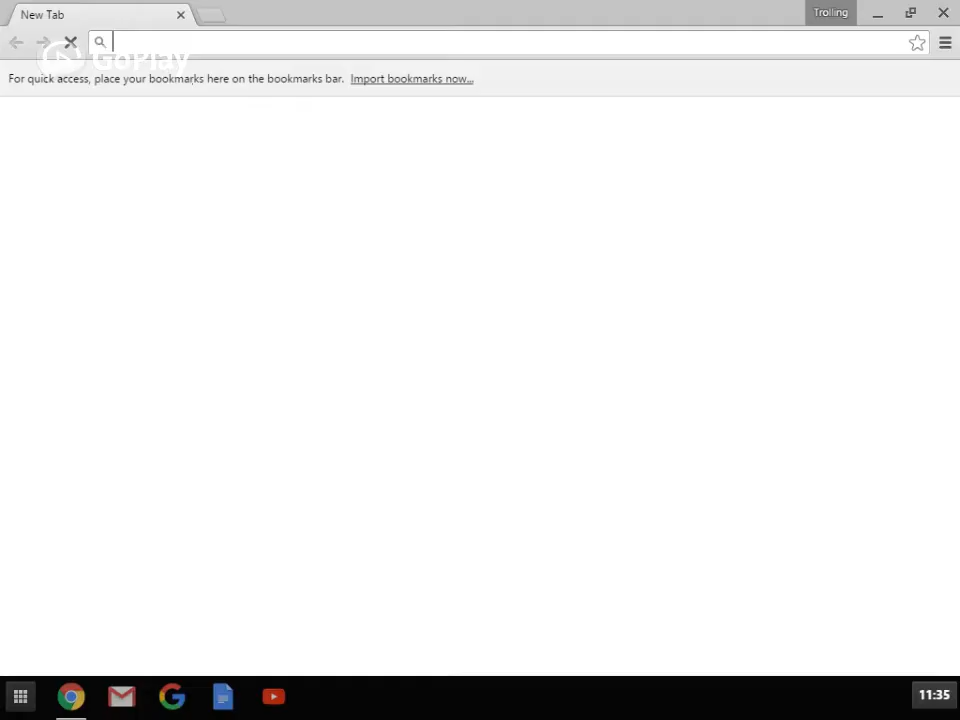 New Tab
Trolling
GoPlay
For quick access, place your bookmarks here on the bookmarks bar. Import bookmarks now...
11:35